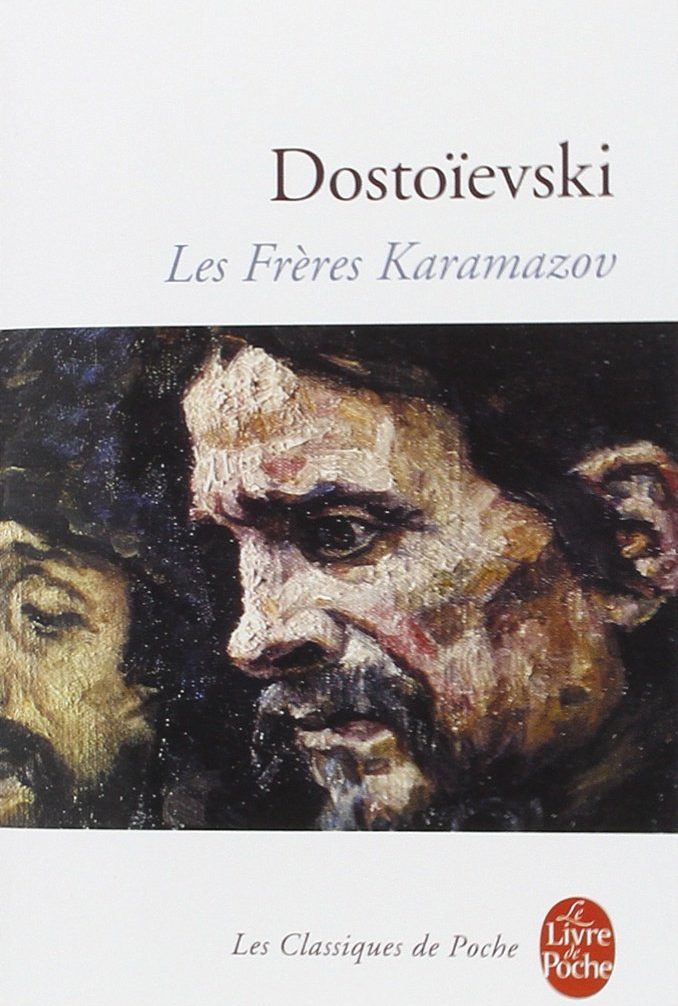 Dostoïevski
Les Frères Karamazov
Les Classiques de Poche
Le
Livre
de
Poche